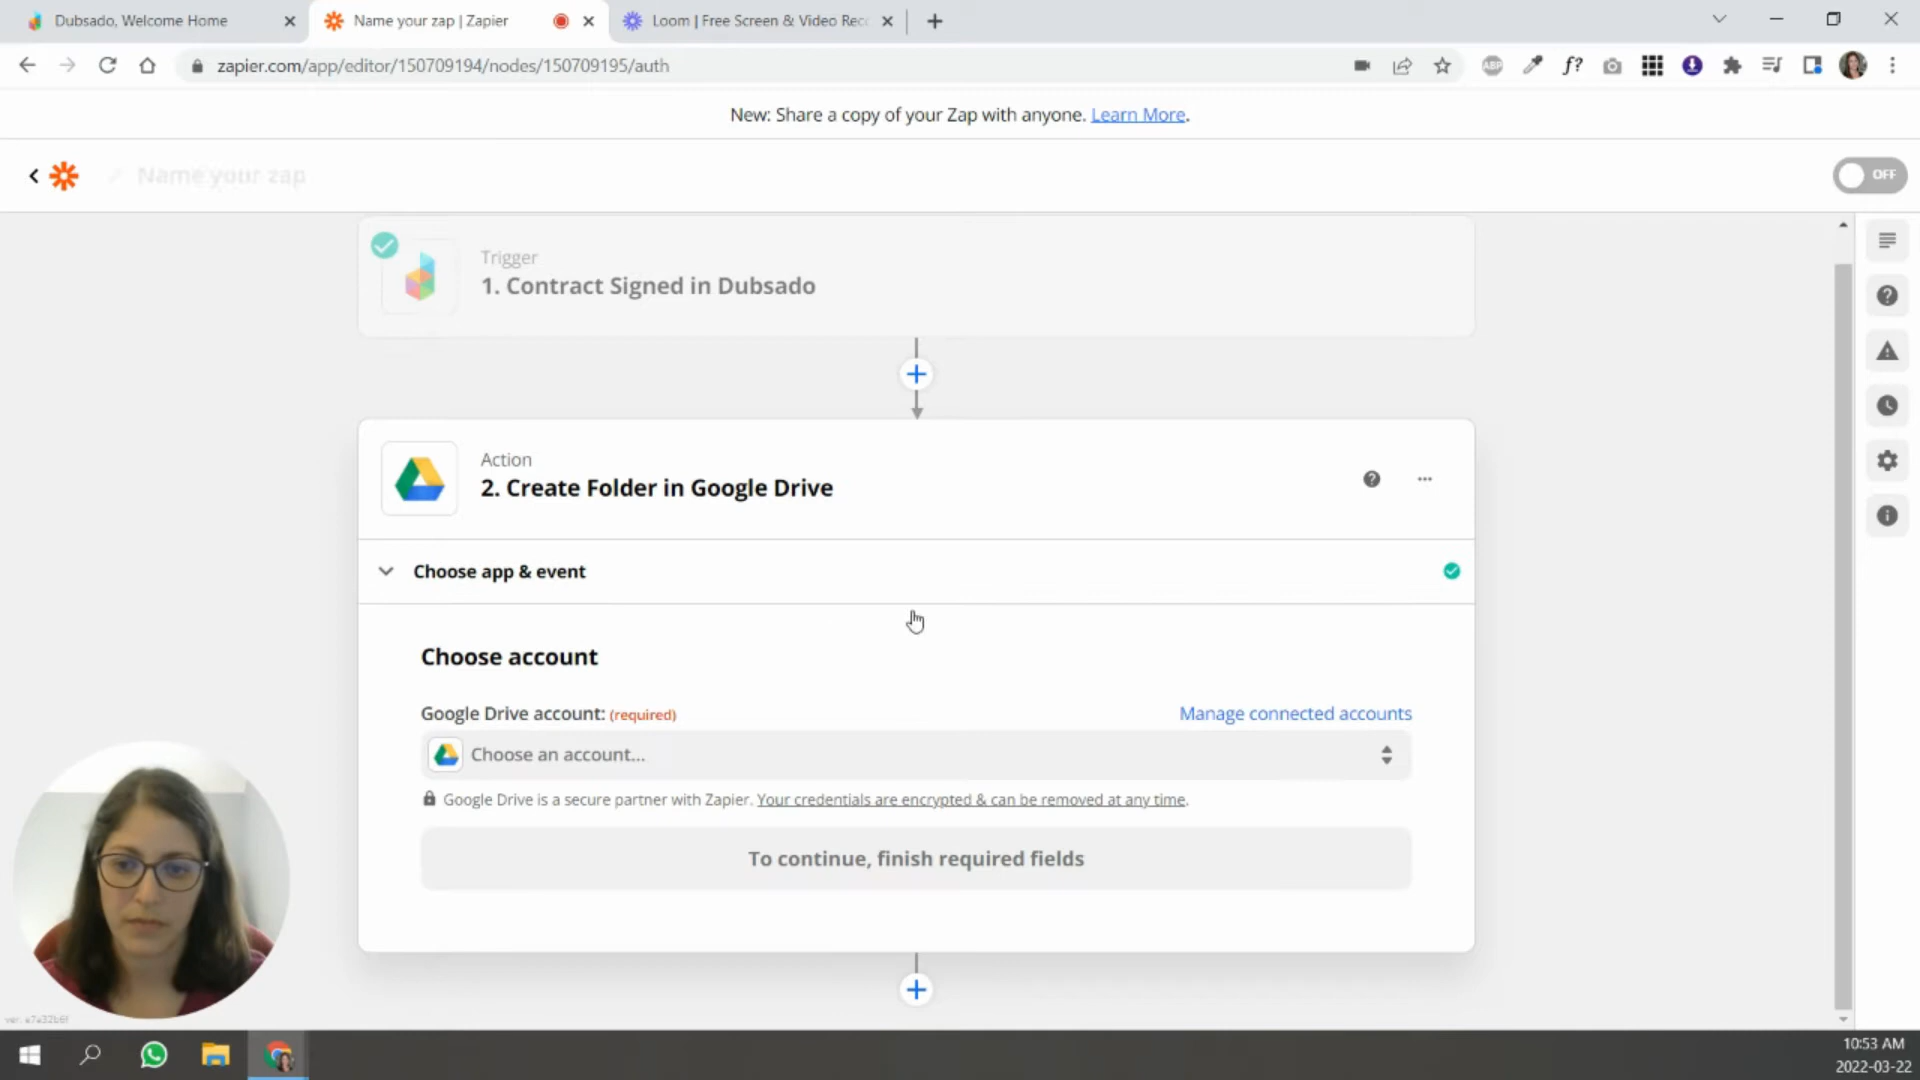 Dubsado, Welcome Home
Name your zap | Zapier
Loom | Free Screen & Video Rec
zapier.com/app/editor/150709194/nodes/150709195/auth
ABP
f?
New: Share a copy of your Zap with anyone. Learn More.
Name your zap
OFF
Trigger
1. Contract Signed in Dubsado
Action
2. Create Folder in Google Drive
Choose app & event
Choose account
Google Drive account: (required)
Manage connected accounts
Choose an account...
Google Drive is a secure partner with Zapier. Your credentials are encrypted & can be removed at any time.
To continue, finish required fields
ver. e7e32b6f
10:53 AM
2022-03-22